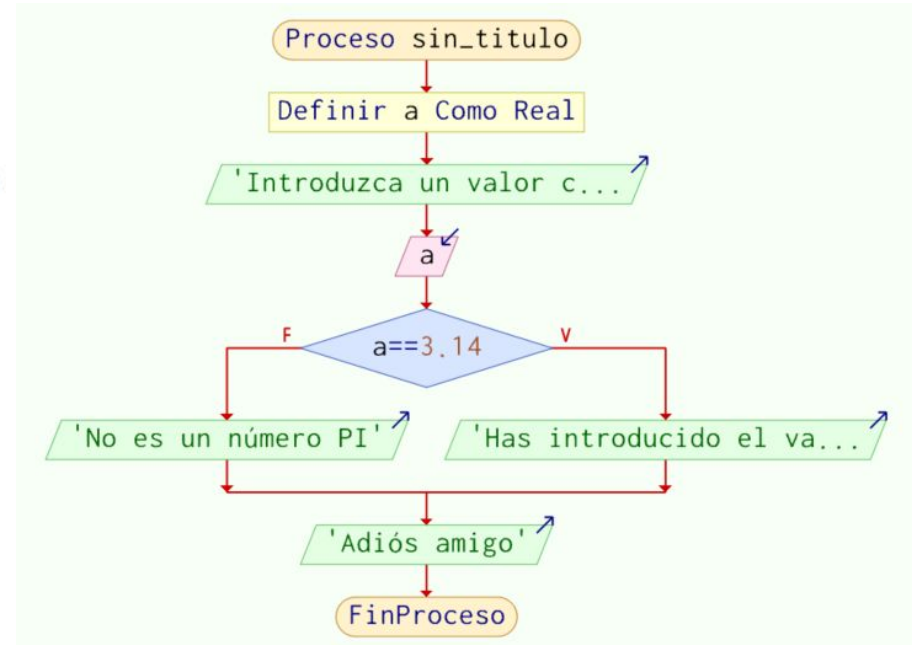 Proceso sin_titulo
Definir a Como Real
'Introduzca un valor c...
a
a==3.14
F
V
'No es un número PI'
'Has introducido el va...
'Adiós amigo'
FinProceso